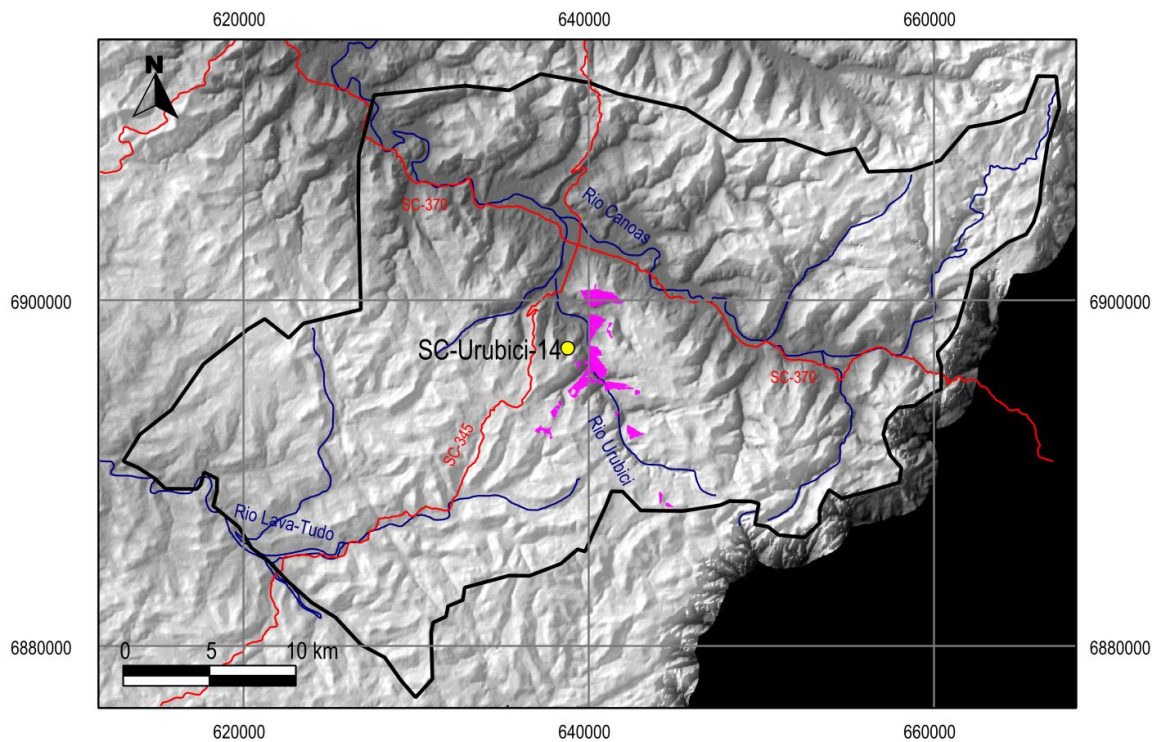 620000
640000
660000
N
Rio Canoas
SC-370
6900000
6900000
SC-Urubici-14
SC-370
SC-345
Rio Urubici
Rio Lava-Tudo
6880000
6880000
0
5
10 km
620000
640000
660000